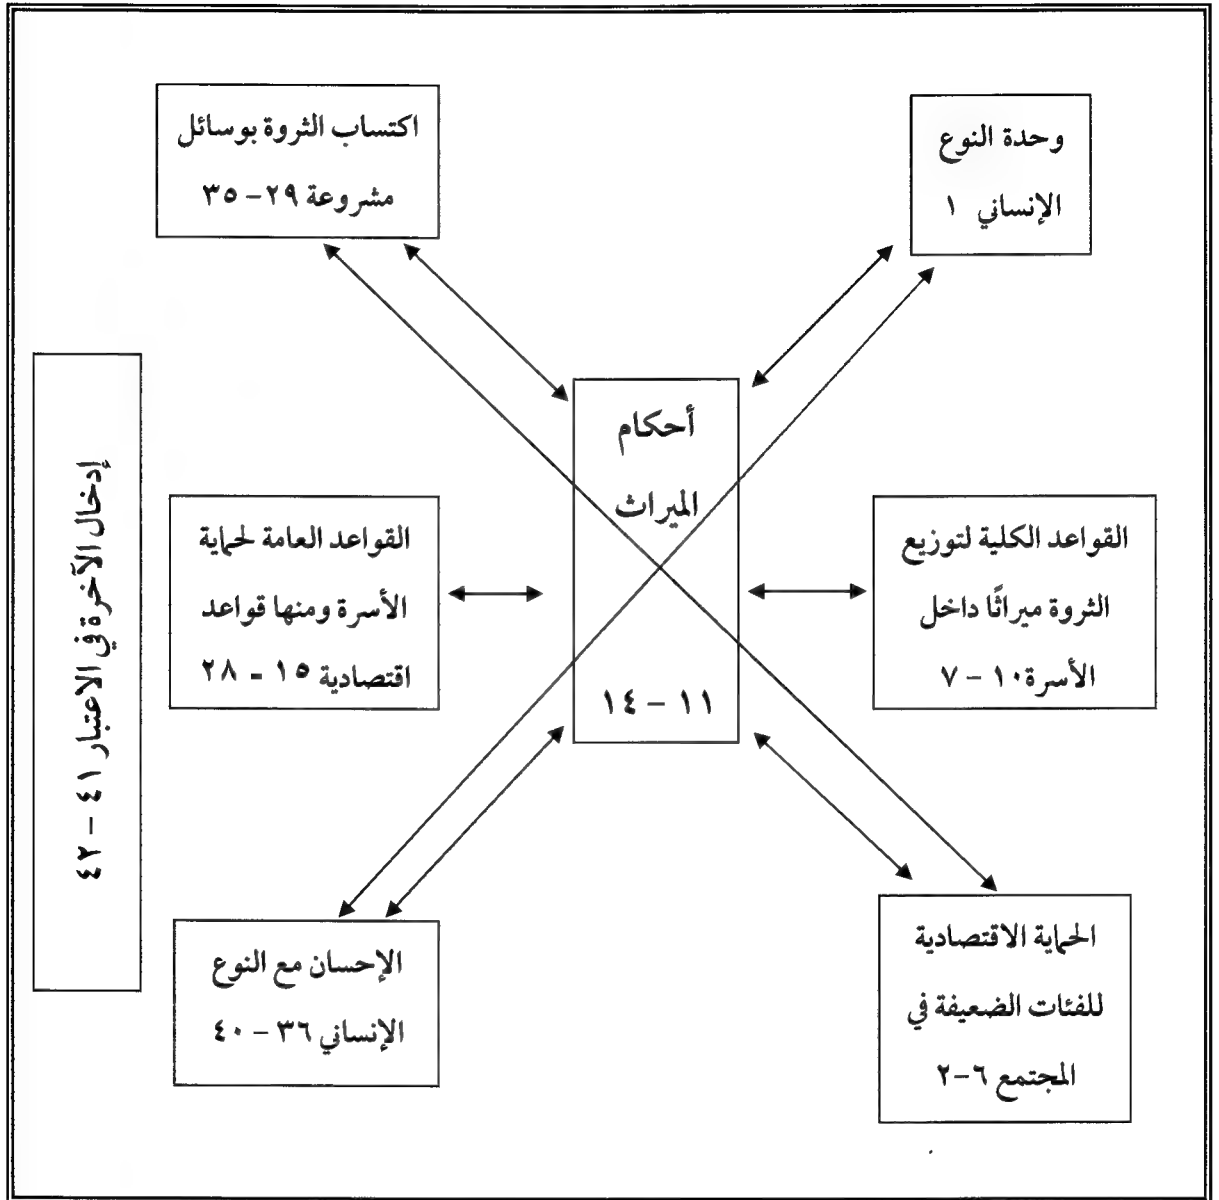 وحدة النوع
الإنساني ١
اكتساب الثروة بوسائل
مشروعة ٢٩ – ٣٥
أحكام
الميراث
١١ – ١٤
القواعد الكلية لتوزيع
الثروة ميراثًا داخل
الأسرة ١٠ – ٧
القواعد العامة لحماية
الأسرة ومنها قواعد
اقتصادية ١٥ - ٢٨
إدخال الآخرة في الاعتبار ٤١ – ٤٢
الحماية الاقتصادية
للفئات الضعيفة في
المجتمع ٦–٢
الإحسان مع النوع
الإنساني ٣٦ – ٤٠